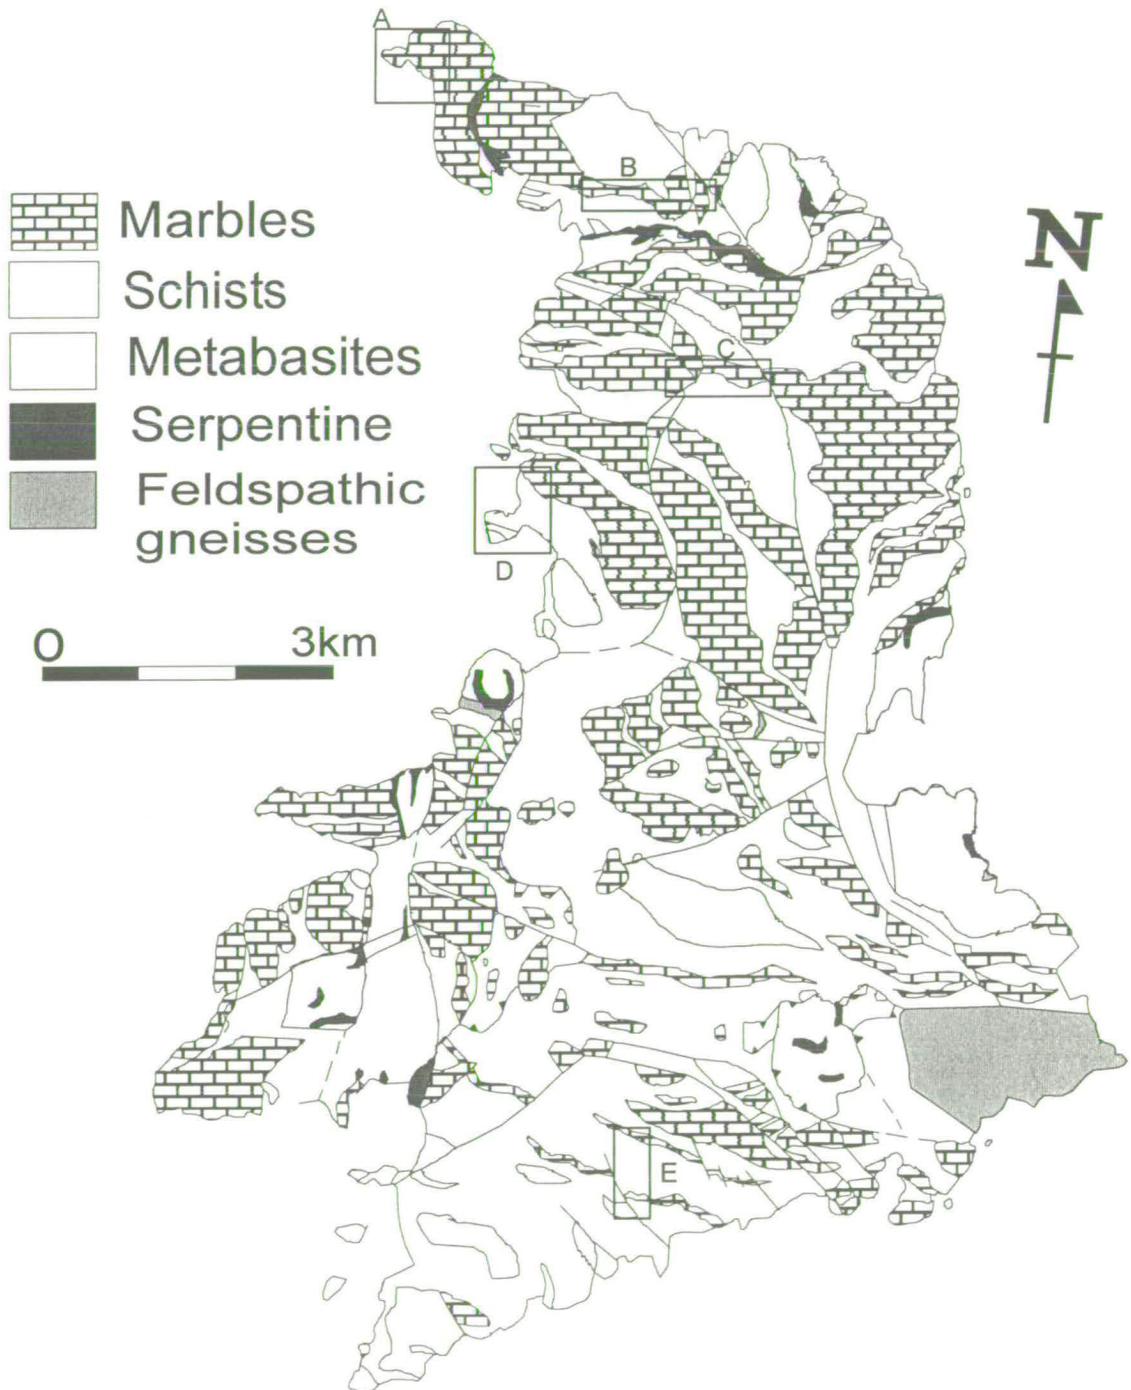 A
B
Marbles
N
Schists
Metabasites
C
Serpentine
Feldspathic
gneisses
D
0 3km
E